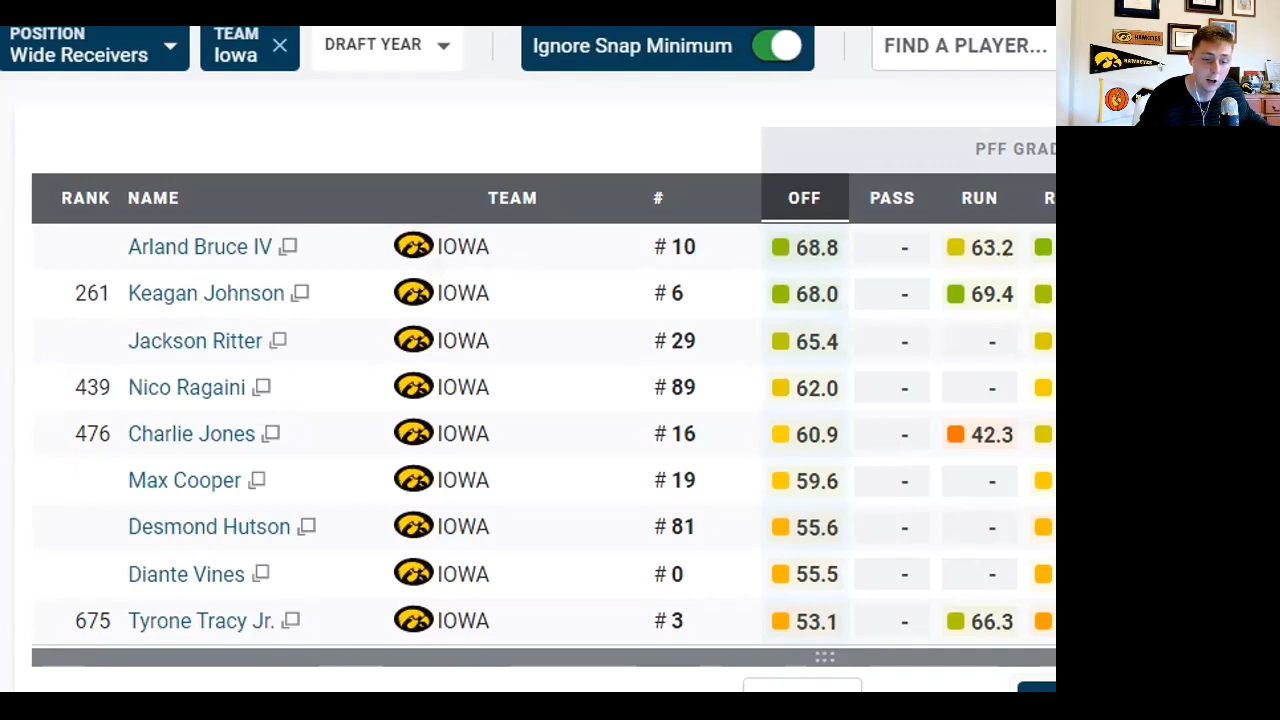 POSITION
Wide Receivers
TEAM
Iowa
DRAFT YEAR
Ignore Snap Minimum
FIND A PLAYER...
HAWKEYES
HAWKEYES
PFF GRAD
RANK NAME TEAM # OFF PASS RUN R
Arland Bruce IV IOWA # 10 68.8 - 63.2
261 Keagan Johnson IOWA # 6 68.0 - 69.4
Jackson Ritter IOWA # 29 65.4 - -
439 Nico Ragaini IOWA # 89 62.0 - -
476 Charlie Jones IOWA # 16 60.9 - 42.3
Max Cooper IOWA # 19 59.6 - -
Desmond Hutson IOWA # 81 55.6 - -
Diante Vines IOWA # 0 55.5 - -
675 Tyrone Tracy Jr. IOWA # 3 53.1 - 66.3